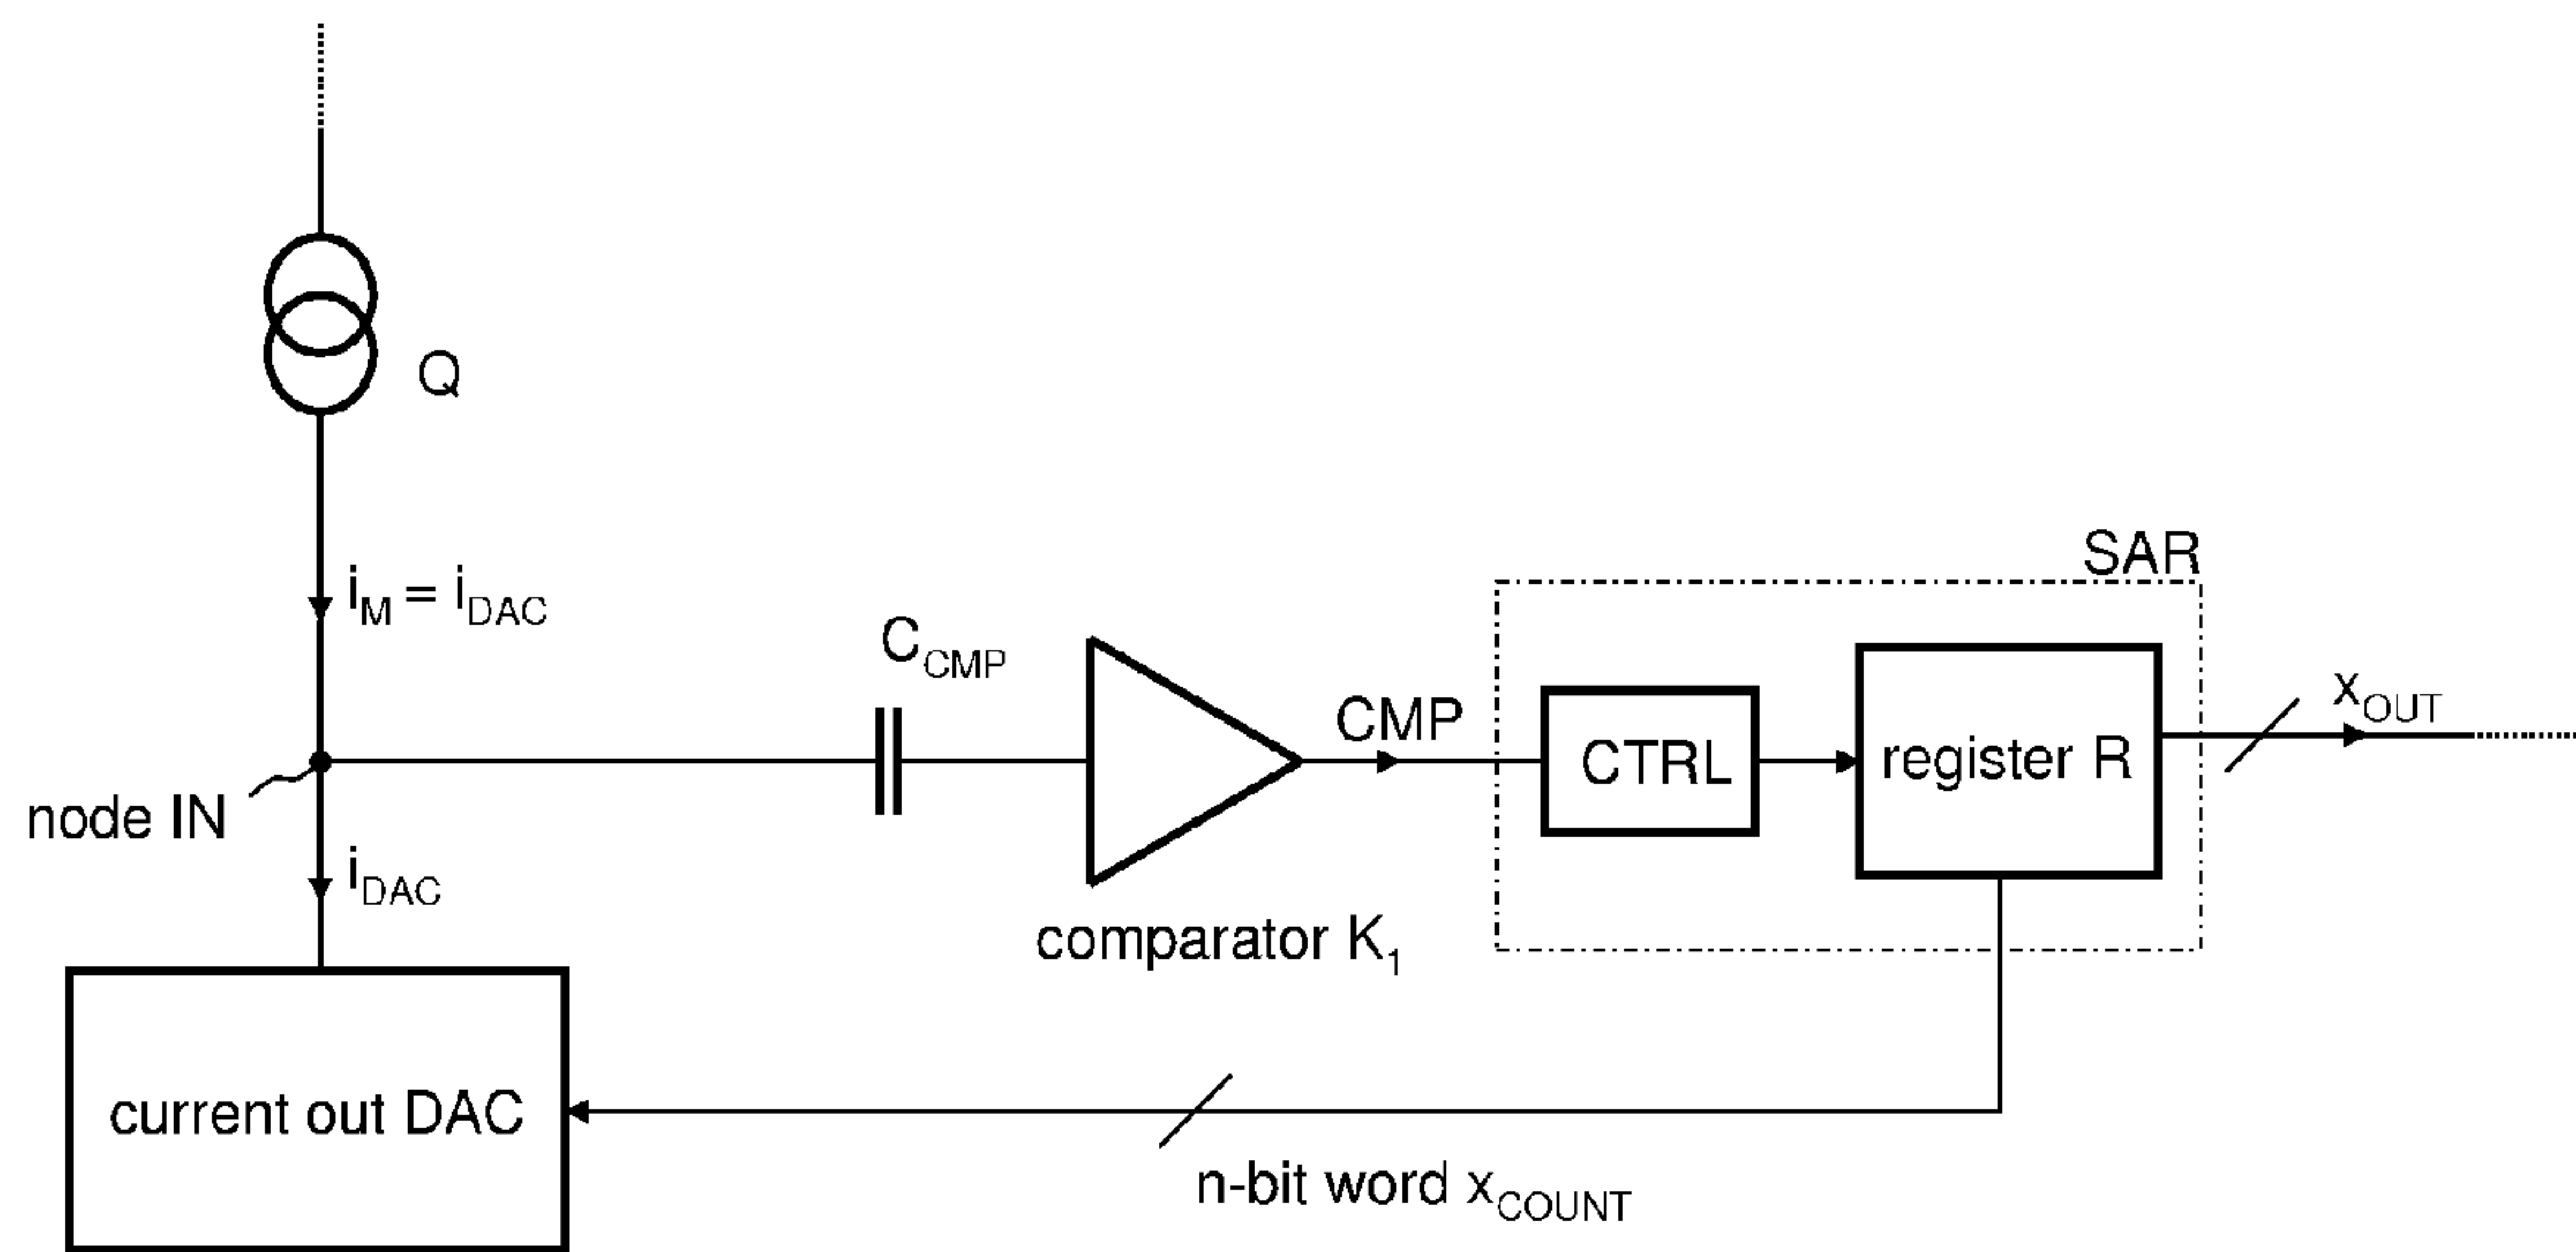 Q
i_M = i_DAC
SAR
C_CMP
x_OUT
CMP
CTRL
register R
node IN
i_DAC
comparator K_1
current out DAC
n-bit word x_COUNT